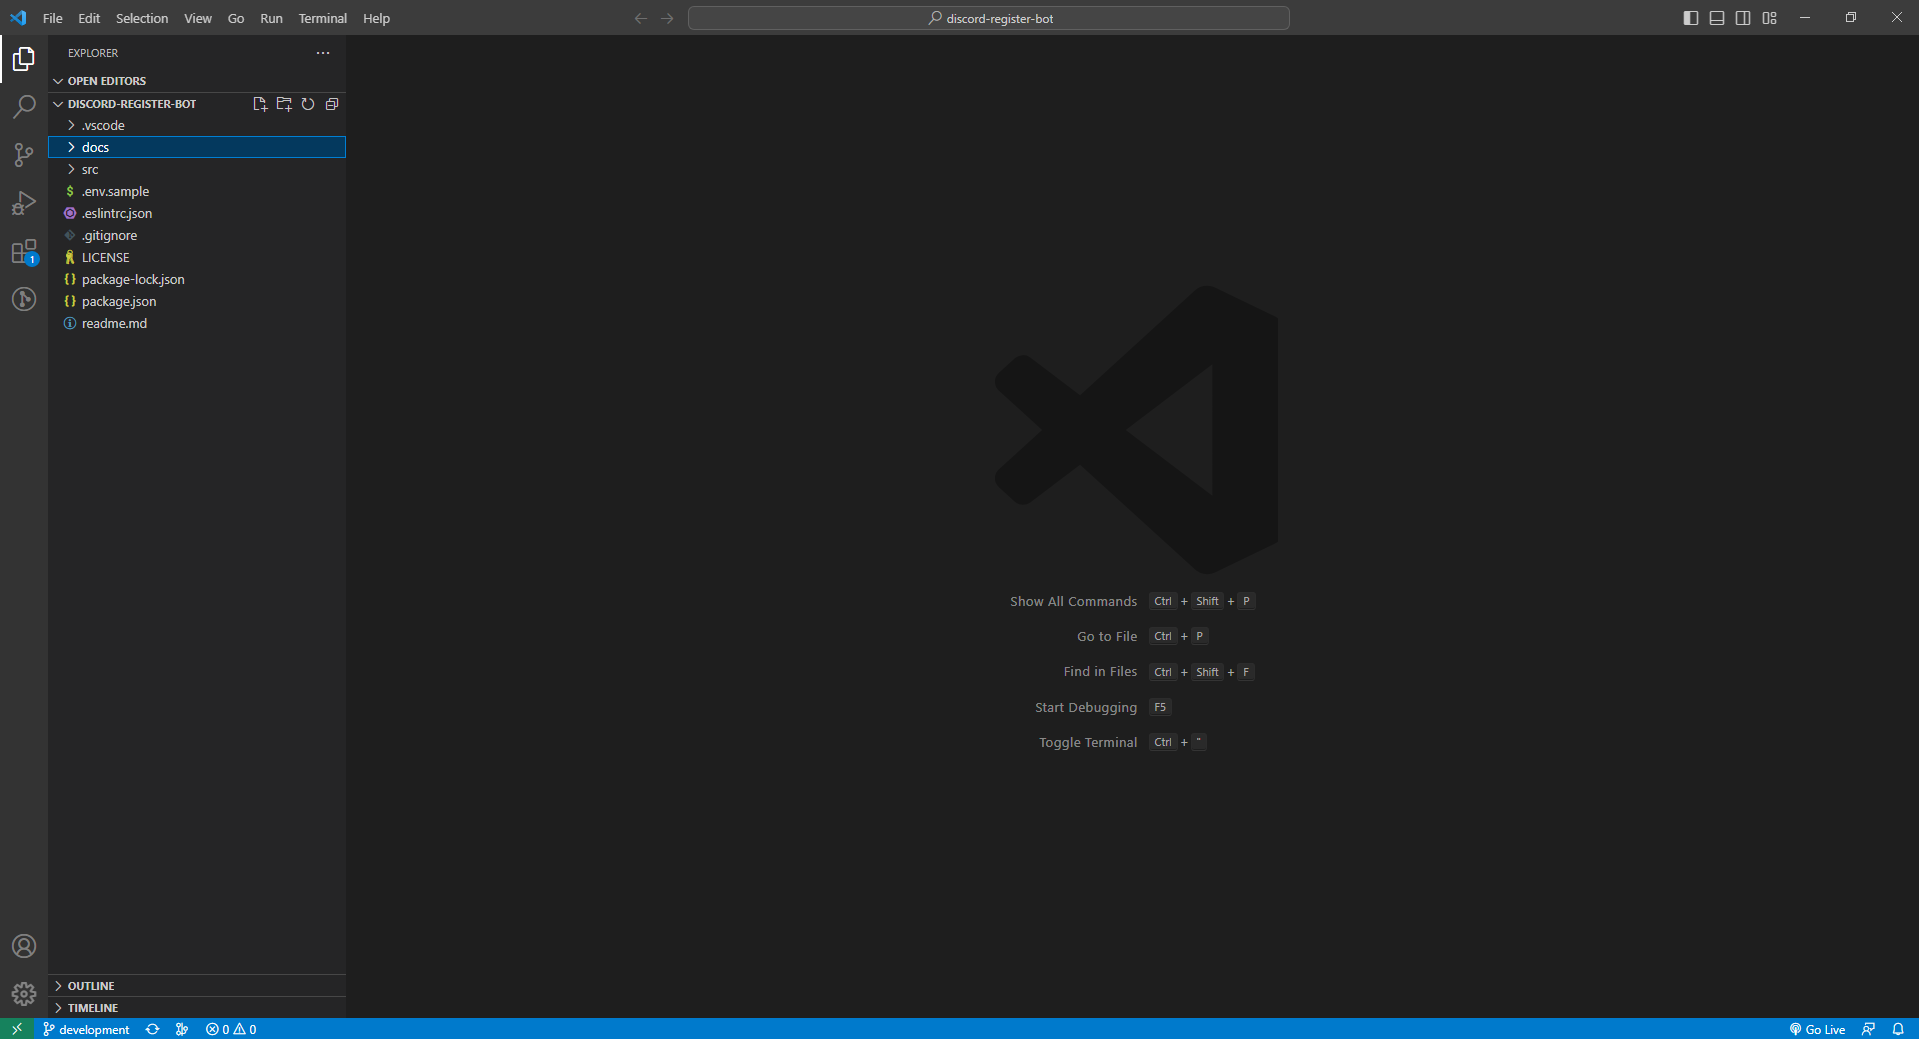 File Edit Selection View Go Run Terminal Help
discord-register-bot
EXPLORER
OPEN EDITORS
DISCORD-REGISTER-BOT
.vscode
docs
src
$ .env.sample
.eslintrc.json
.gitignore
LICENSE
{} package-lock.json
{} package.json
readme.md
1
Show All Commands Ctrl + Shift + P
Go to File Ctrl + P
Find in Files Ctrl + Shift + F
Start Debugging F5
Toggle Terminal Ctrl + "
OUTLINE
TIMELINE
development 0 0 Go Live